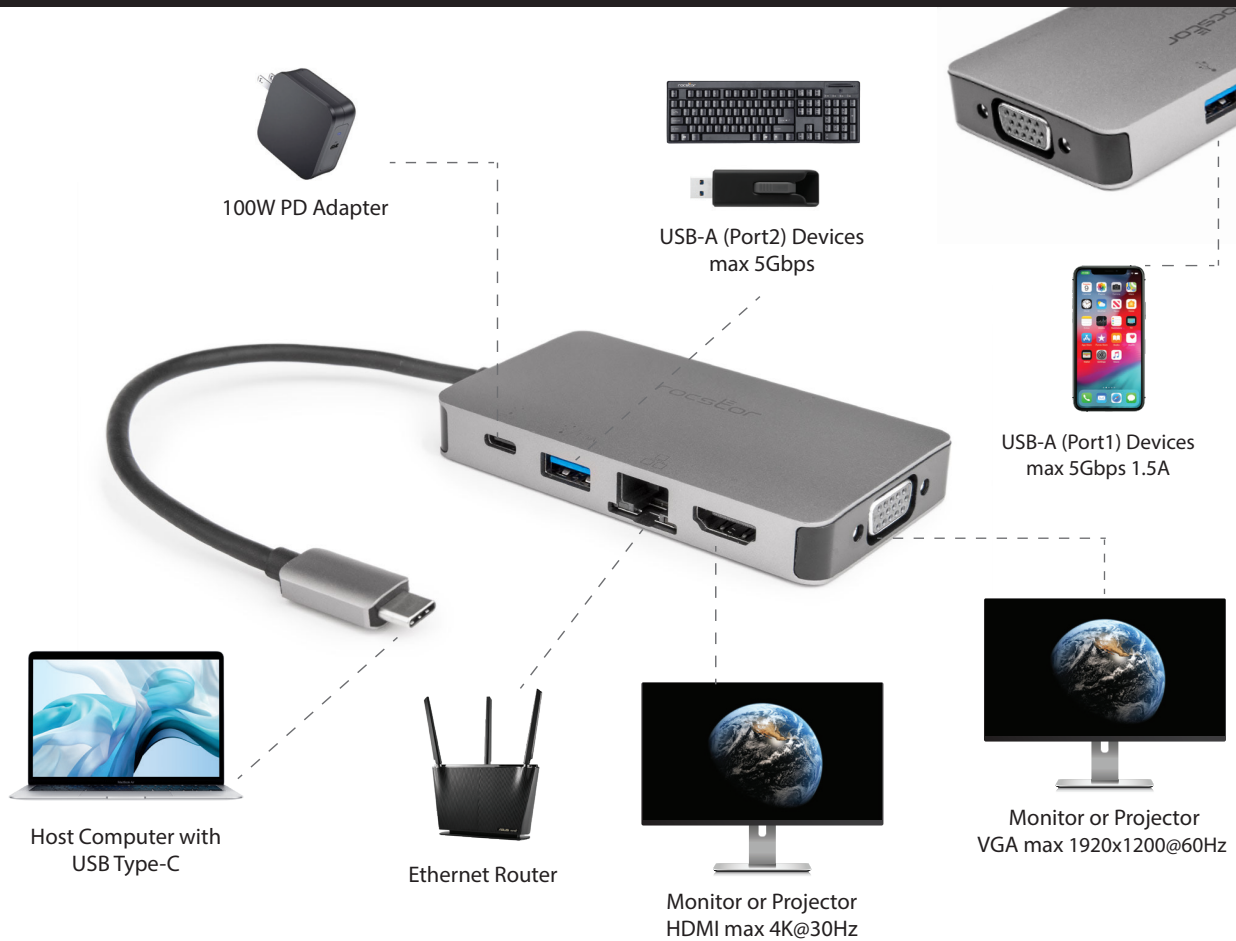 rocstor
100W PD Adapter
USB-A (Port2) Devices
max 5Gbps
USB-A (Port1) Devices
max 5Gbps 1.5A
rocstor
Host Computer with
USB Type-C
Ethernet Router
Monitor or Projector
HDMI max 4K@30Hz
Monitor or Projector
VGA max 1920x1200@60Hz